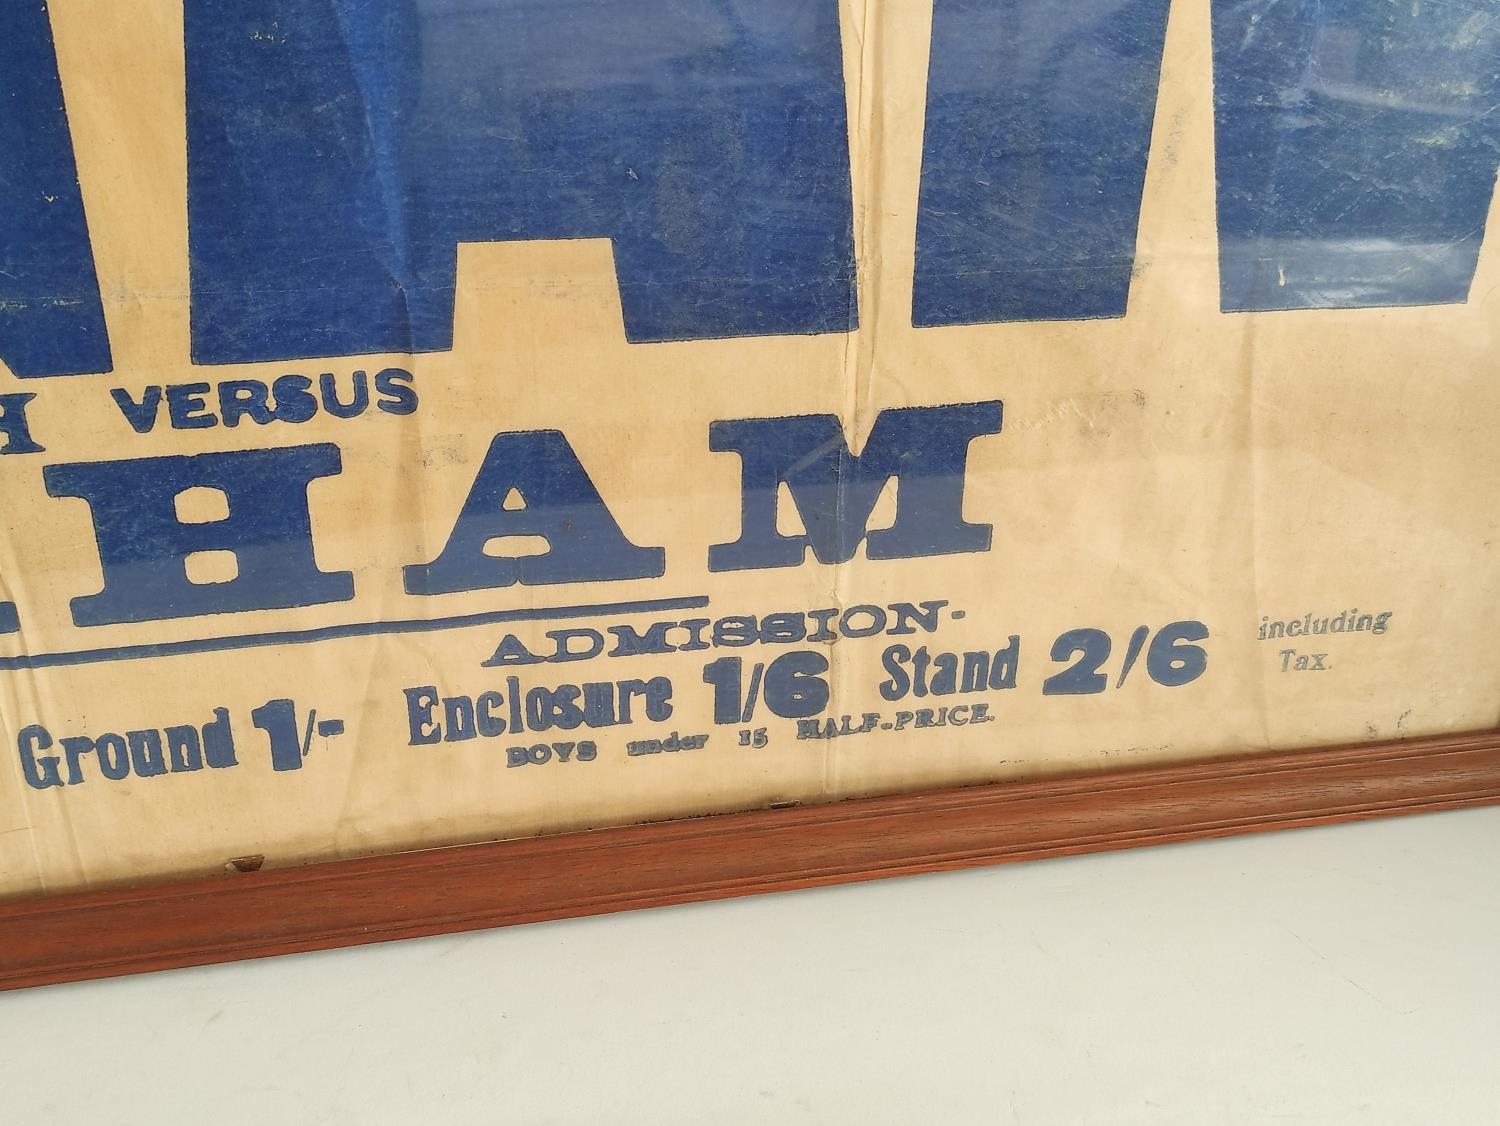 H VERSUS
HAM
ADMISSION-
Ground 1/- Enclosure 1/6 Stand 2/6 including Tax.
BOYS under 15 HALF-PRICE.